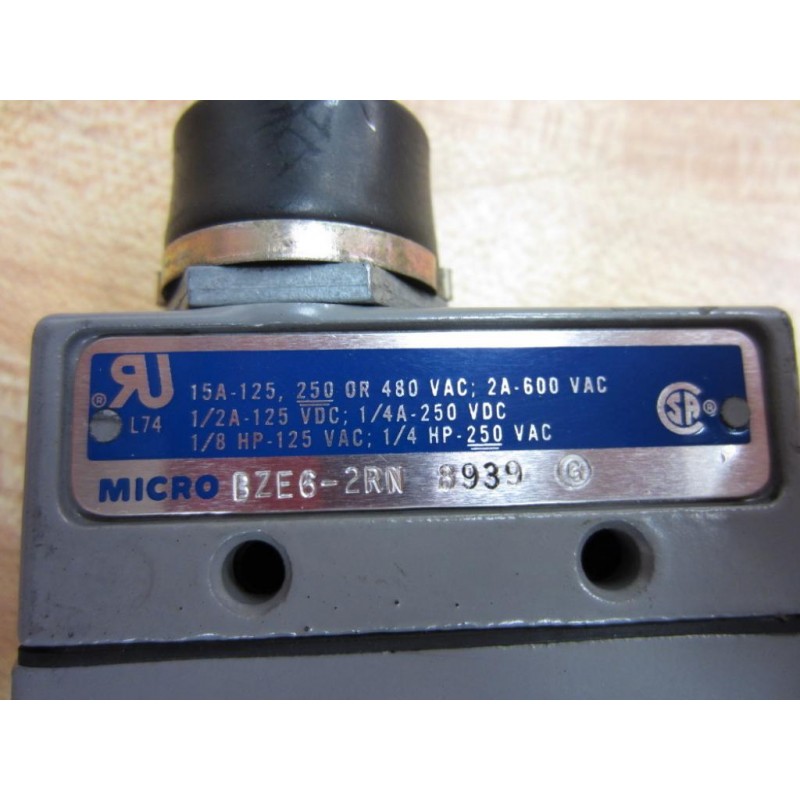 15A-125, 250 OR 480 VAC; 2A-600 VAC
® L74 1/2A-125 VDC; 1/4A-250 VDC
1/8 HP-125 VAC; 1/4 HP-250 VAC
SA ®
MICRO BZE6-2RN 8939 G